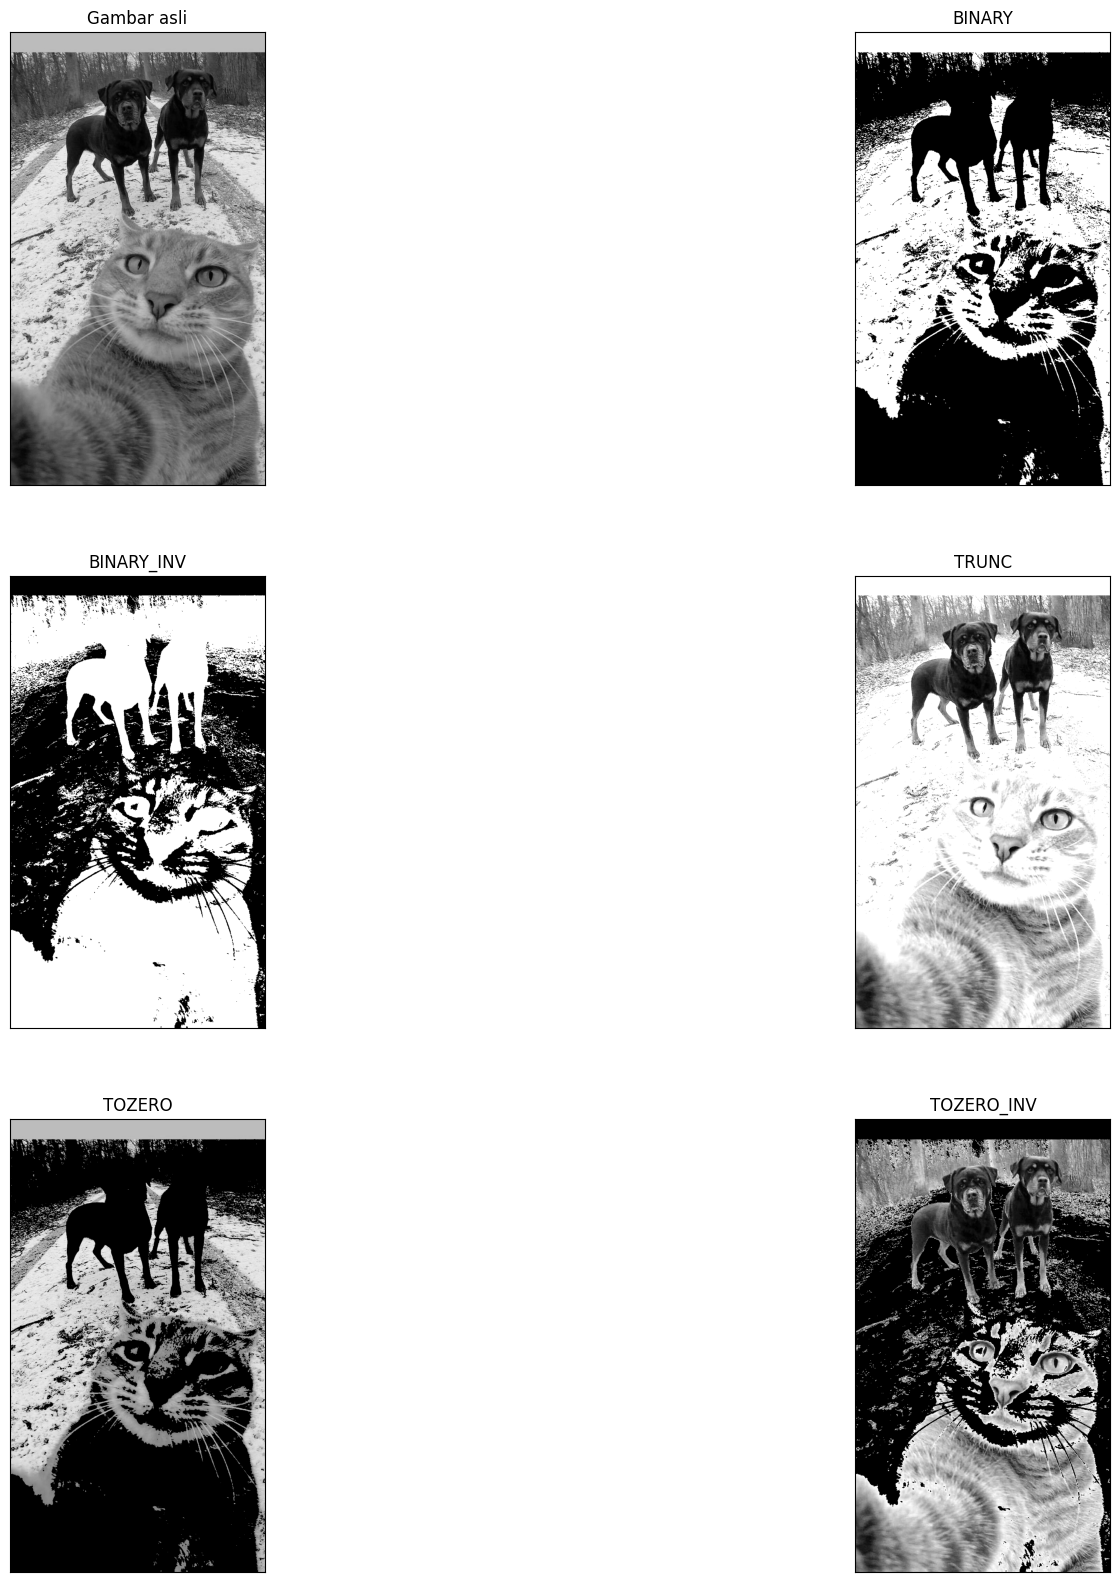 Gambar asli
BINARY
BINARY_INV
TRUNC
TOZERO
TOZERO_INV